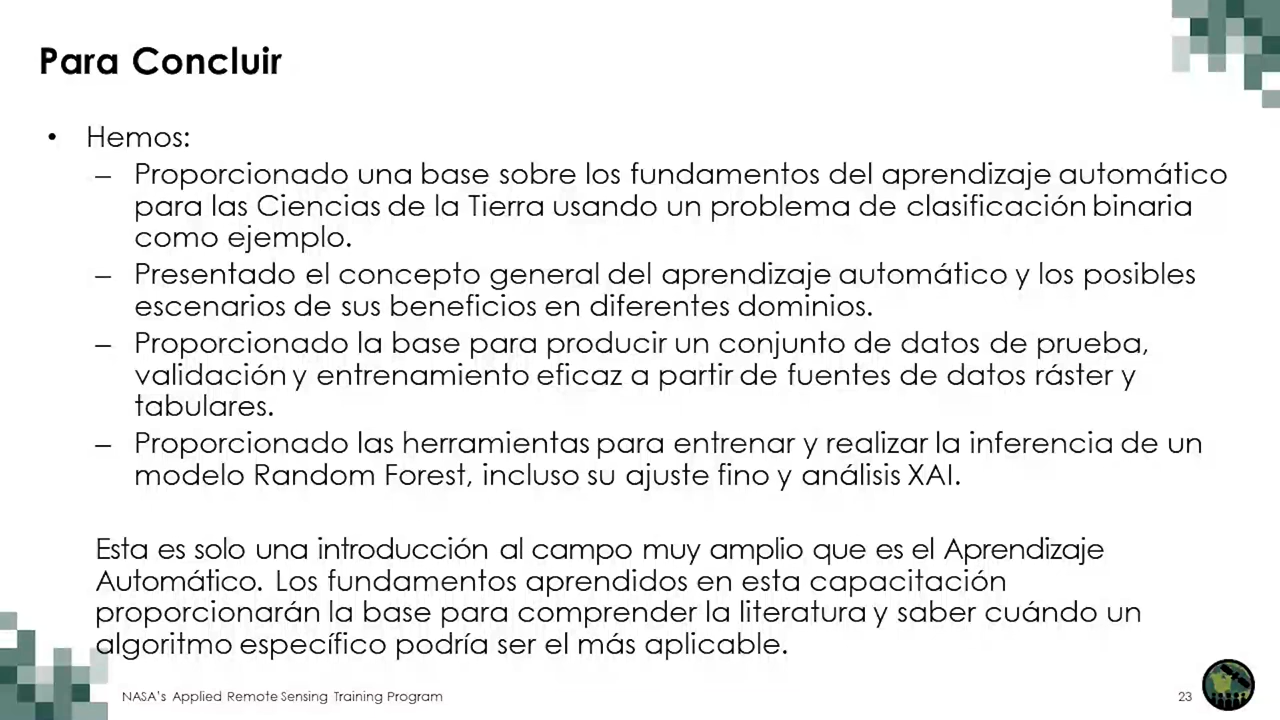 Para Concluir
• Hemos:
– Proporcionado una base sobre los fundamentos del aprendizaje automático
para las Ciencias de la Tierra usando un problema de clasificación binaria
como ejemplo.
– Presentado el concepto general del aprendizaje automático y los posibles
escenarios de sus beneficios en diferentes dominios.
– Proporcionado la base para producir un conjunto de datos de prueba,
validación y entrenamiento eficaz a partir de fuentes de datos ráster y
tabulares.
– Proporcionado las herramientas para entrenar y realizar la inferencia de un
modelo Random Forest, incluso su ajuste fino y análisis XAI.
Esta es solo una introducción al campo muy amplio que es el Aprendizaje
Automático. Los fundamentos aprendidos en esta capacitación
proporcionarán la base para comprender la literatura y saber cuándo un
algoritmo específico podría ser el más aplicable.
NASA's Applied Remote Sensing Training Program
23